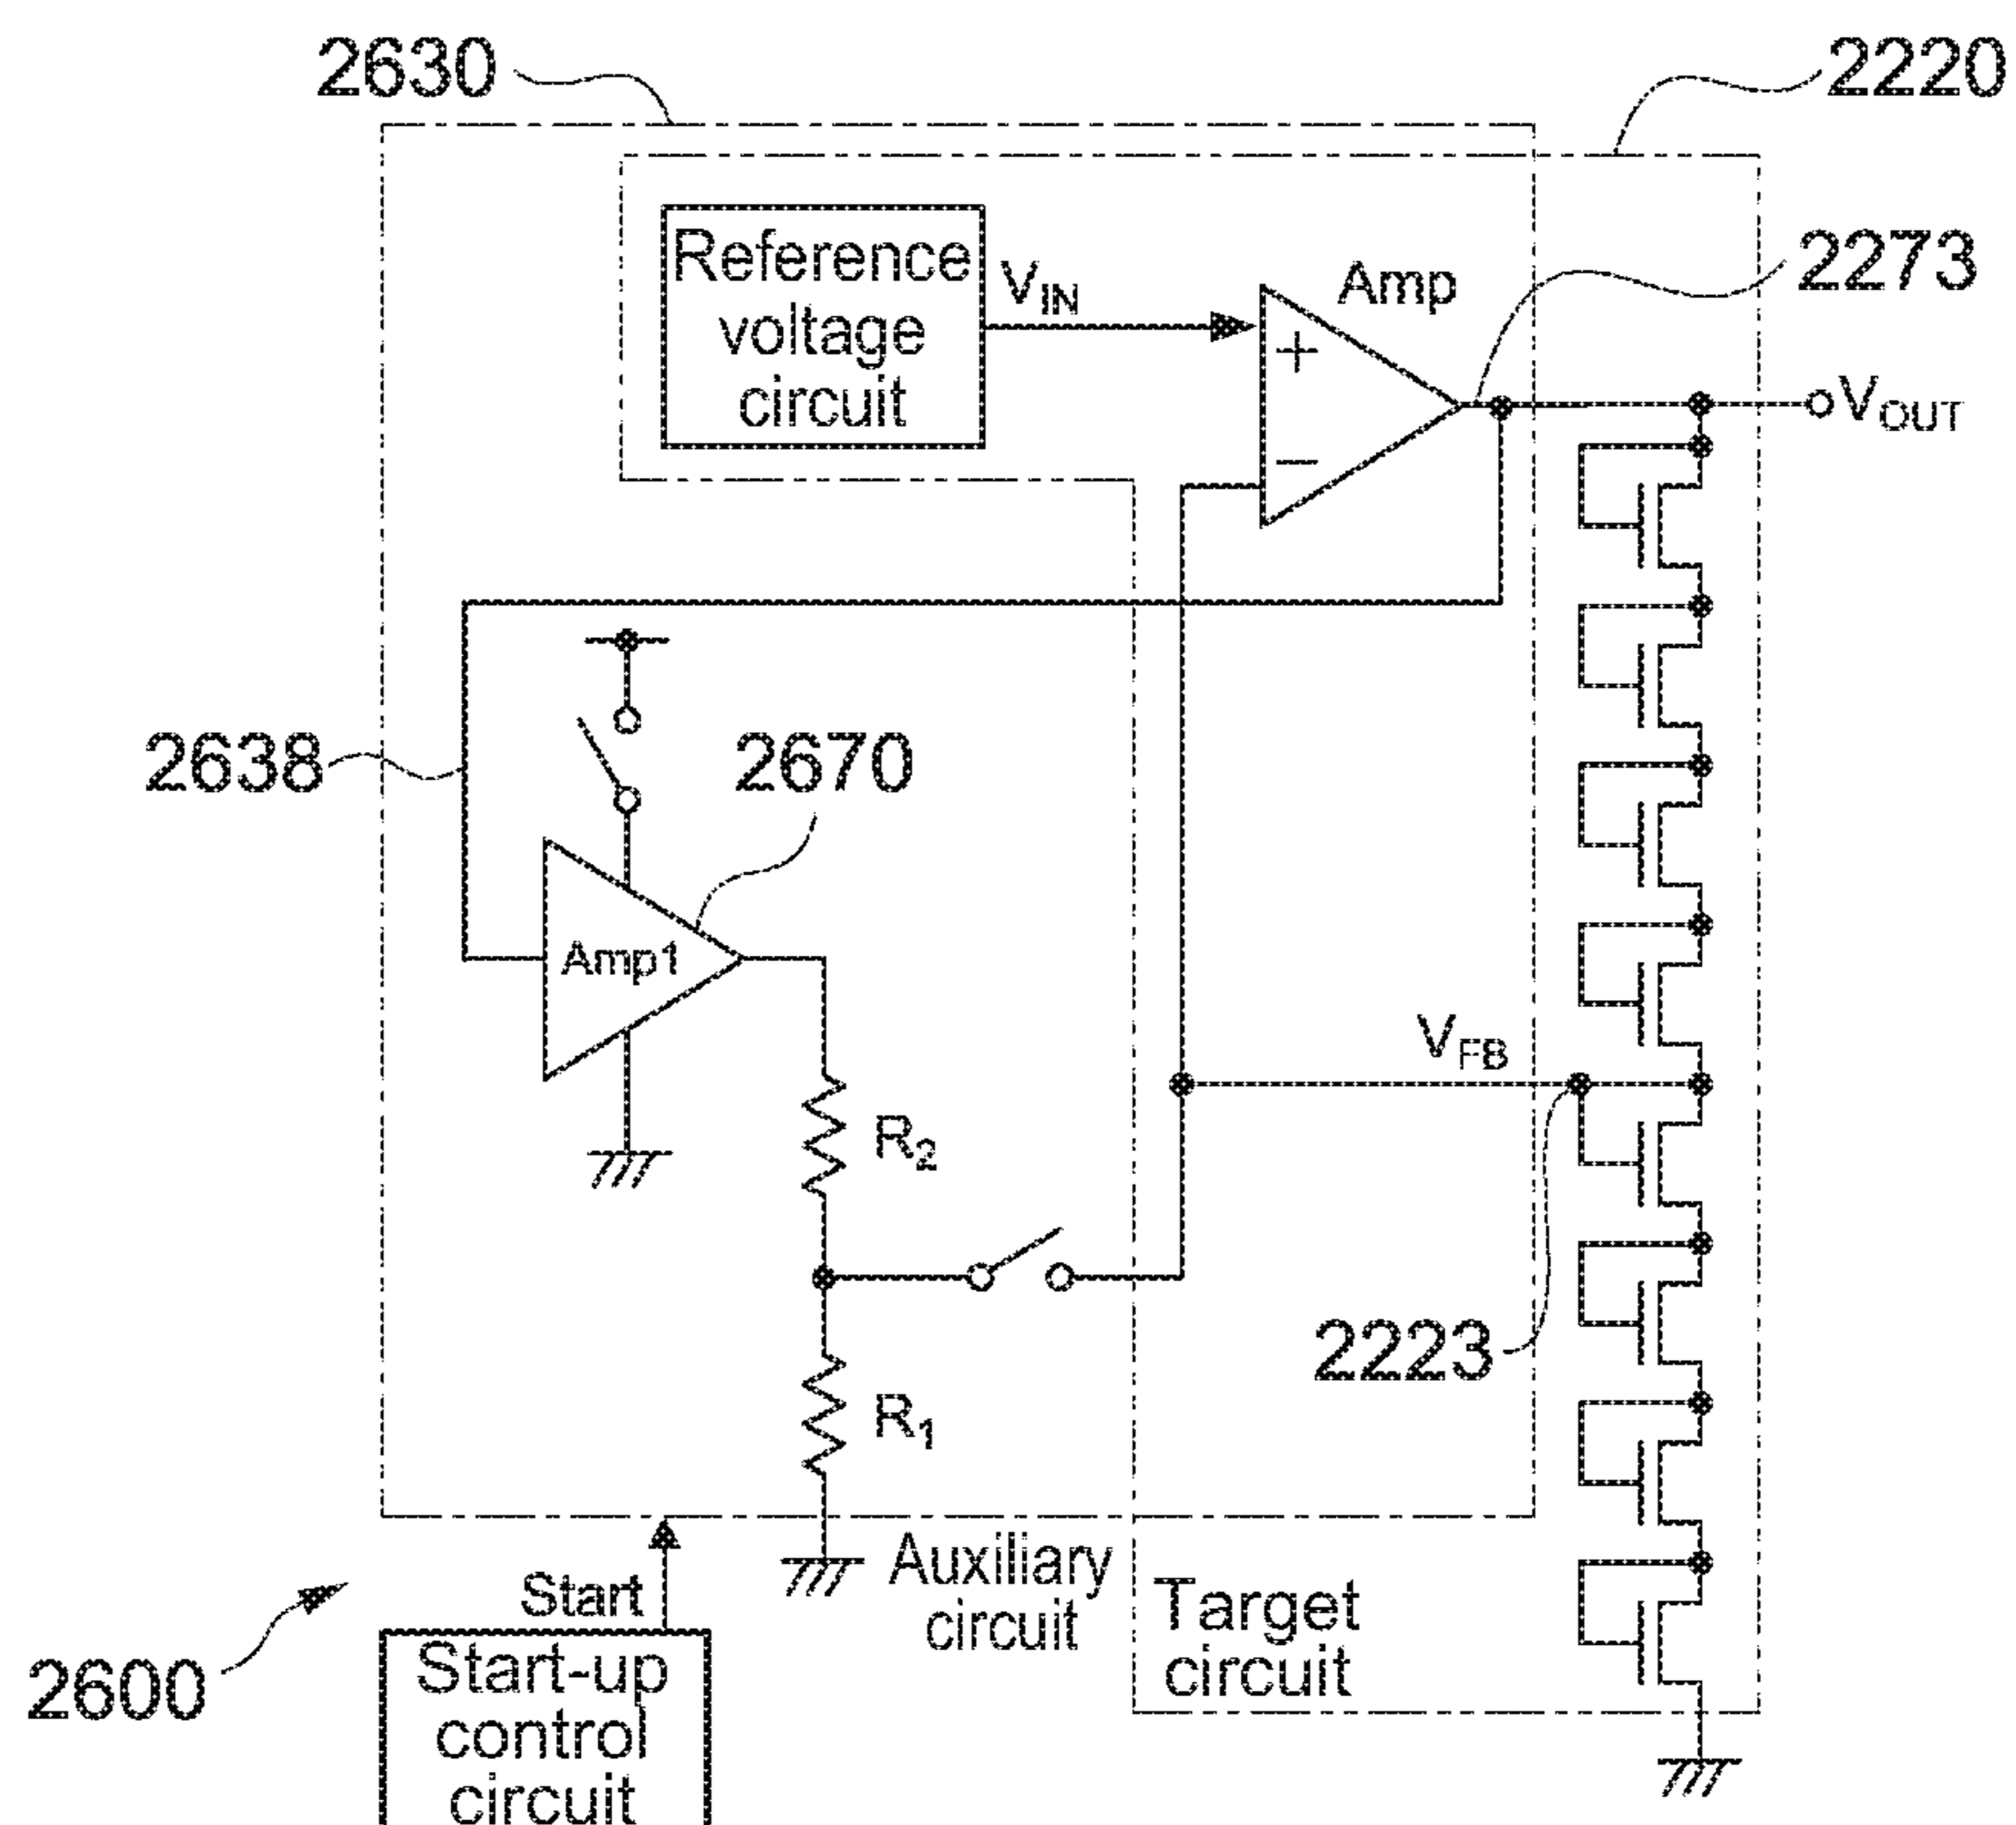 2630
2220
Reference
voltage
circuit
VIN
Amp
2273
+
−
VOUT
2638
2670
Amp1
VFB
R2
2223
R1
Auxiliary
circuit
Target
circuit
Start
2600
Start-up
control
circuit